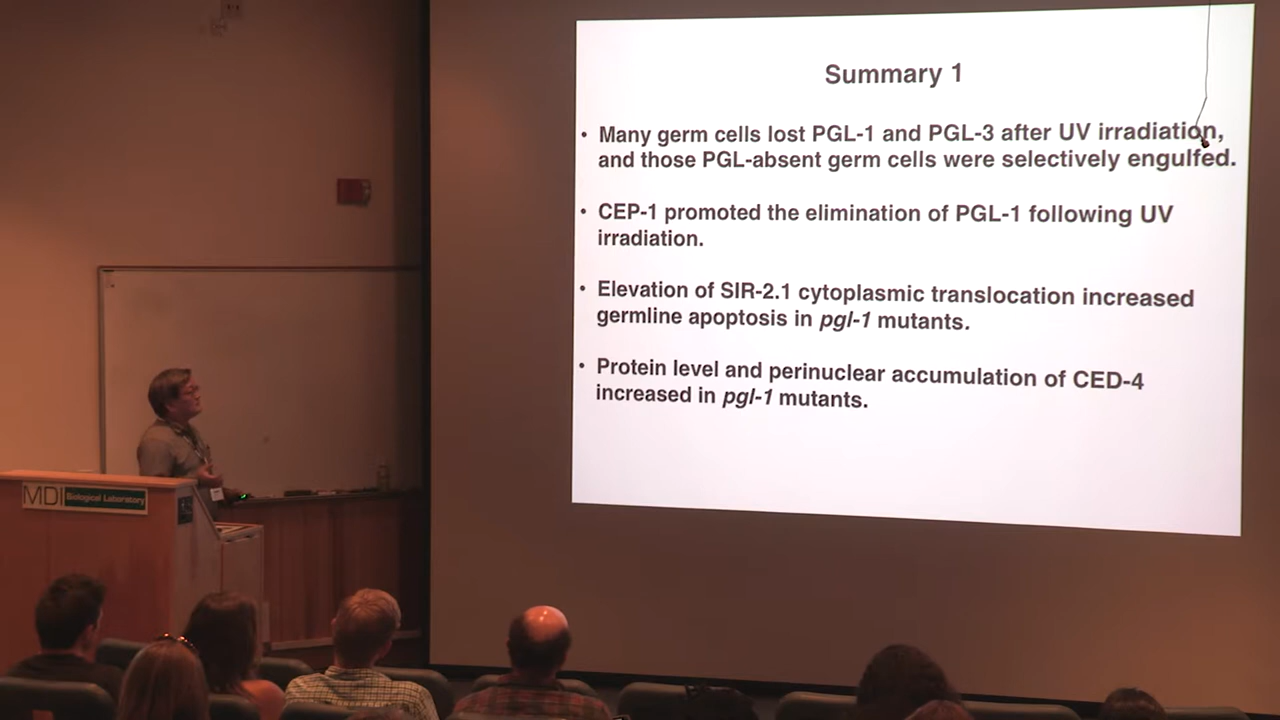 Summary 1
• Many germ cells lost PGL-1 and PGL-3 after UV irradiation,
and those PGL-absent germ cells were selectively engulfed.
• CEP-1 promoted the elimination of PGL-1 following UV
irradiation.
• Elevation of SIR-2.1 cytoplasmic translocation increased
germline apoptosis in pgl-1 mutants.
• Protein level and perinuclear accumulation of CED-4
increased in pgl-1 mutants.
MDI Biological Laboratory